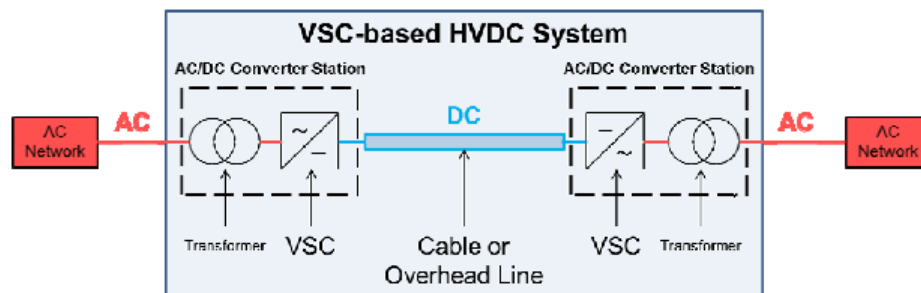 VSC-based HVDC System
AC/DC Converter Station
AC/DC Converter Station
AC
DC
AC
AC
Network
AC
Network
Transformer
VSC
Cable or
Overhead Line
VSC
Transformer